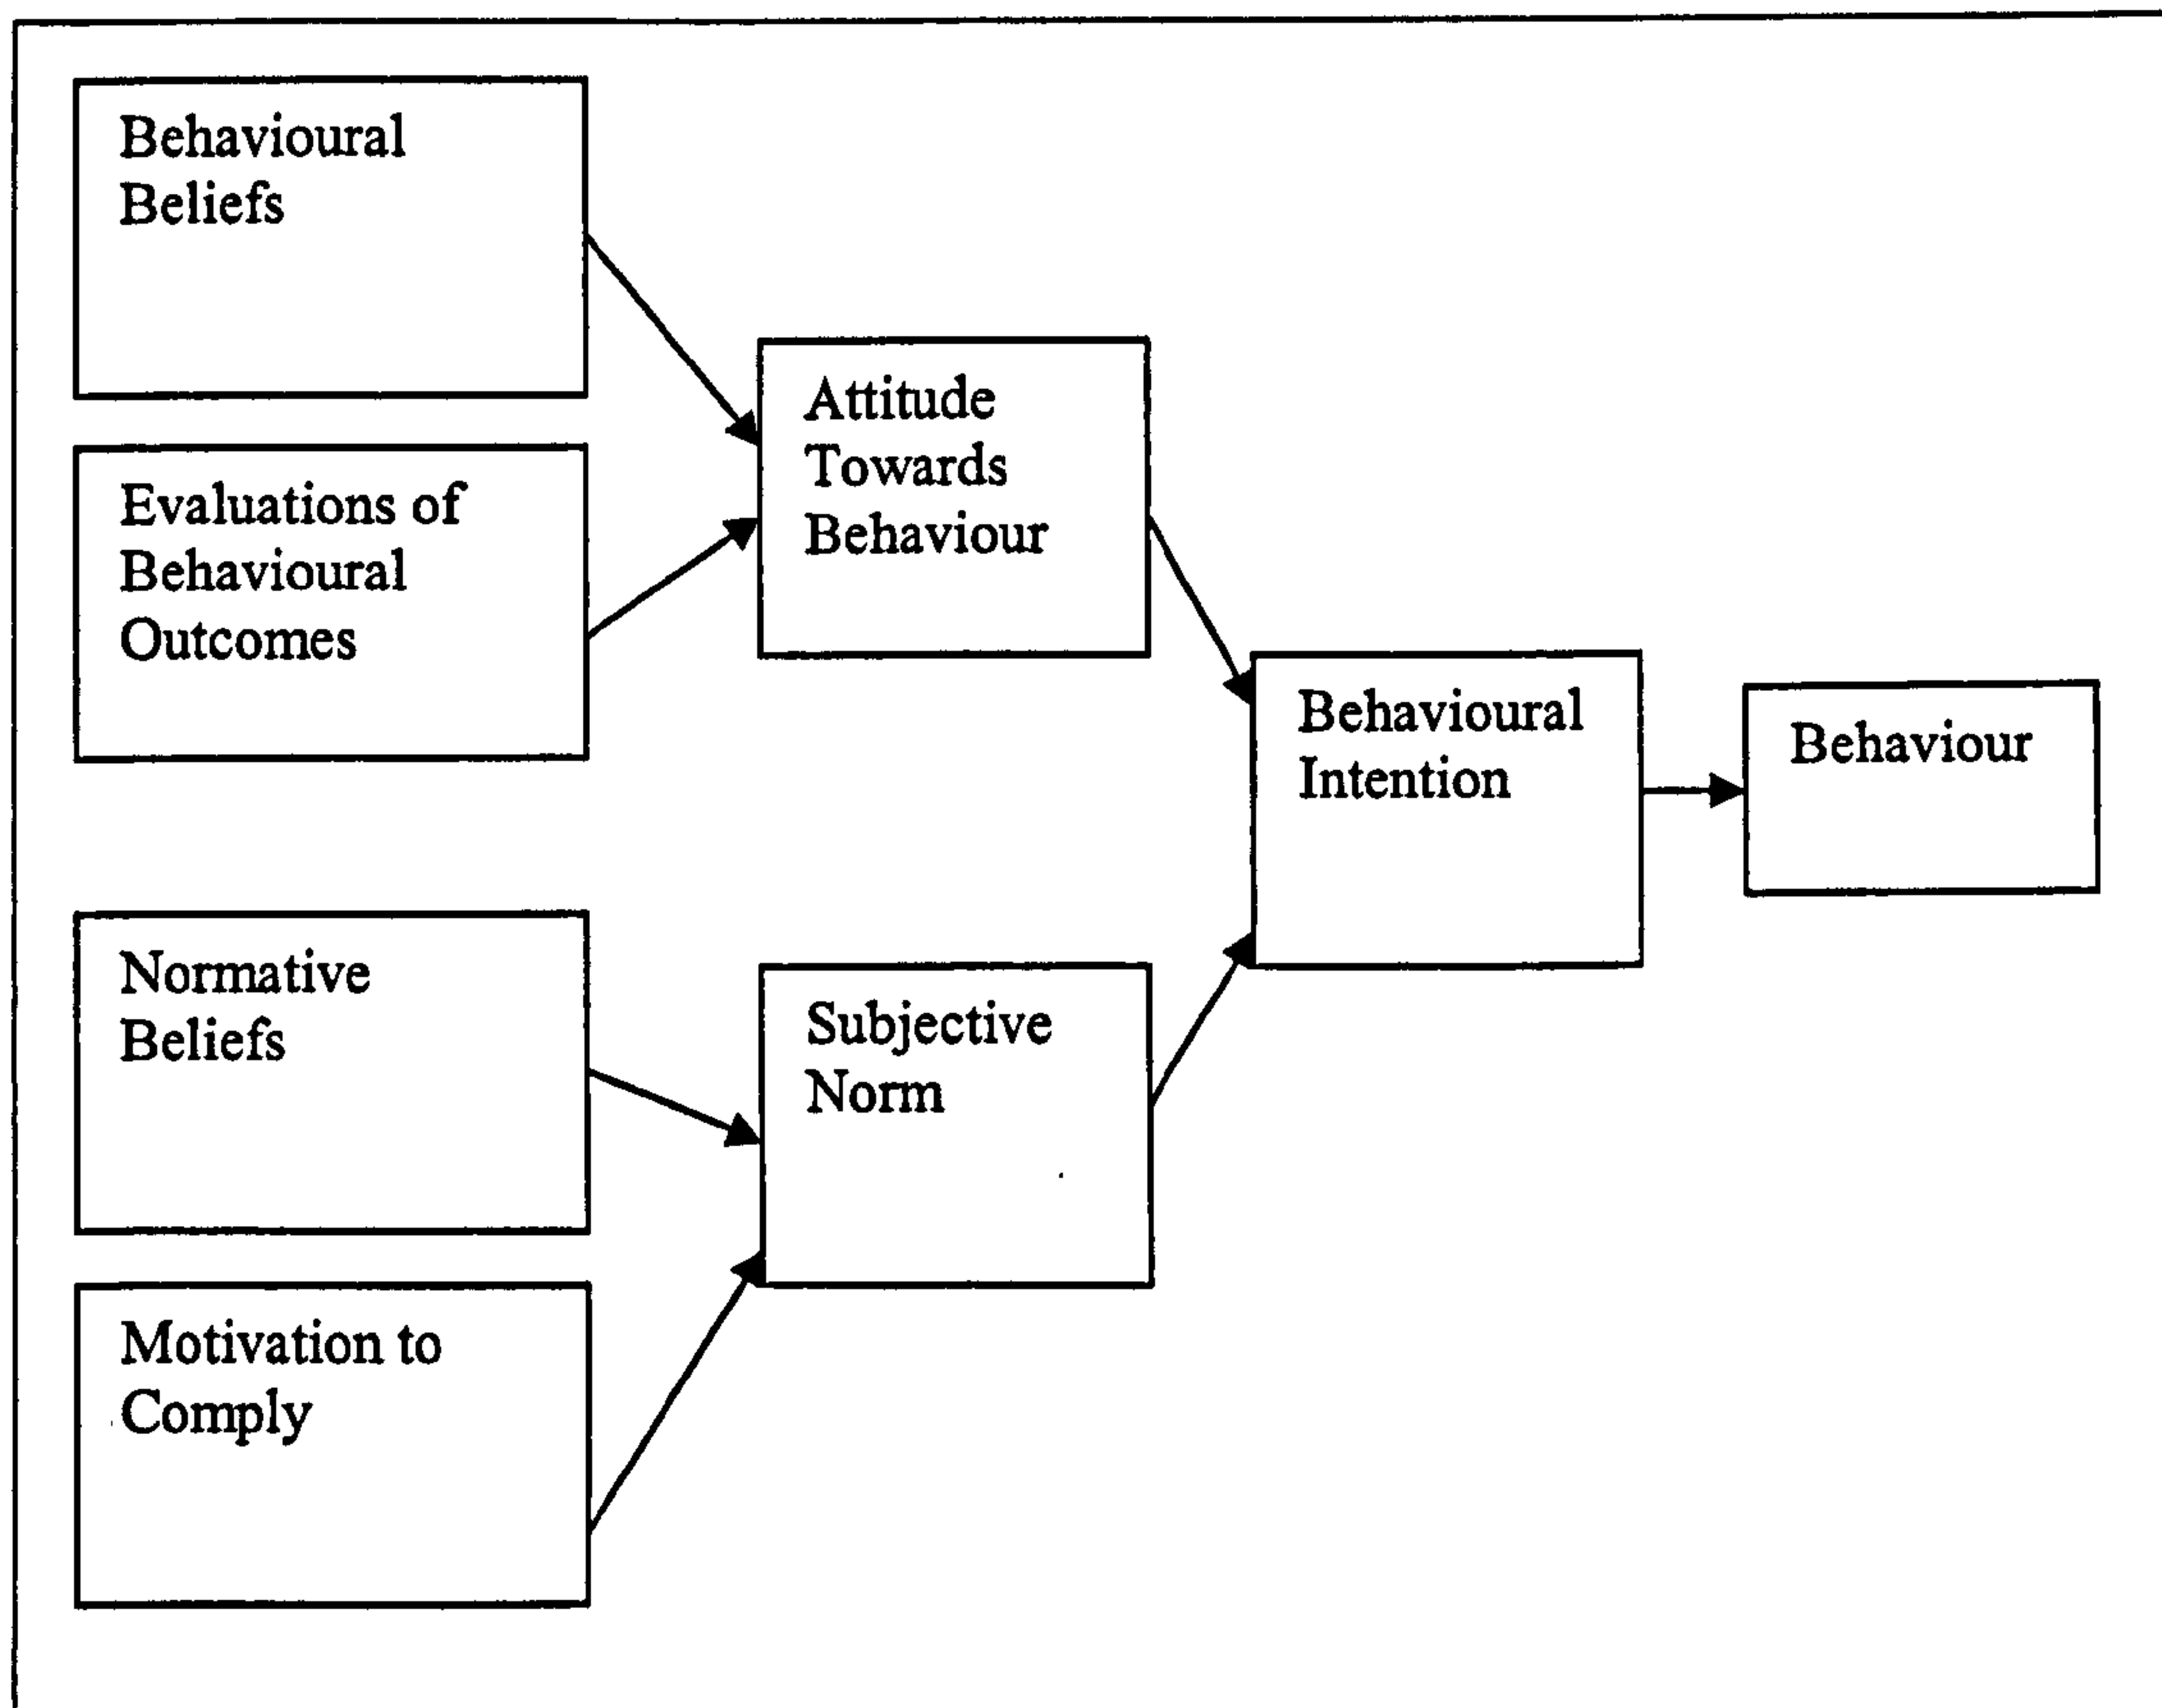 Behavioural
Beliefs
Evaluations of
Behavioural
Outcomes
Attitude
Towards
Behaviour
Normative
Beliefs
Motivation to
Comply
Subjective
Norm
Behavioural
Intention
Behaviour